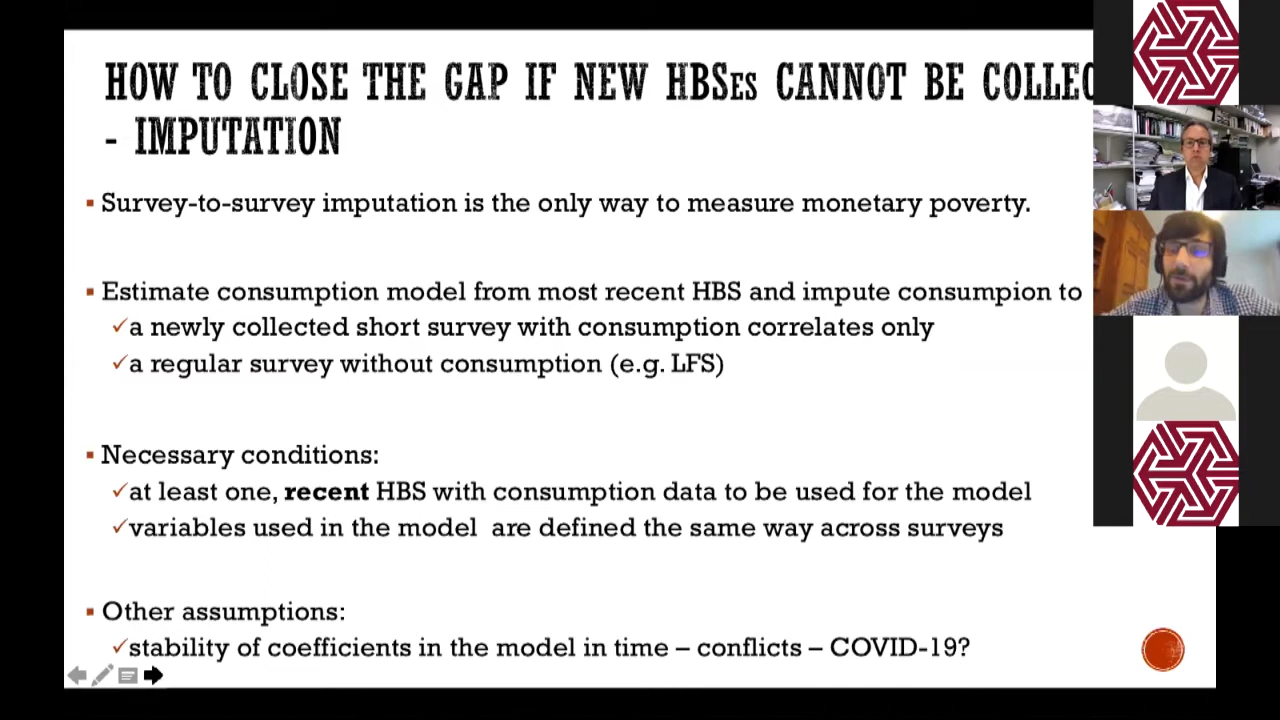 HOW TO CLOSE THE GAP IF NEW HBSES CANNOT BE
- IMPUTATION
▪ Survey-to-survey imputation is the only way to measure monetary poverty.
▪ Estimate consumption model from most recent HBS and impute consumpion to
✓a newly collected short survey with consumption correlates only
✓a regular survey without consumption (e.g. LFS)
▪ Necessary conditions:
✓at least one, recent HBS with consumption data to be used for the model
✓variables used in the model are defined the same way across surveys
▪ Other assumptions:
✓stability of coefficients in the model in time – conflicts – COVID-19?